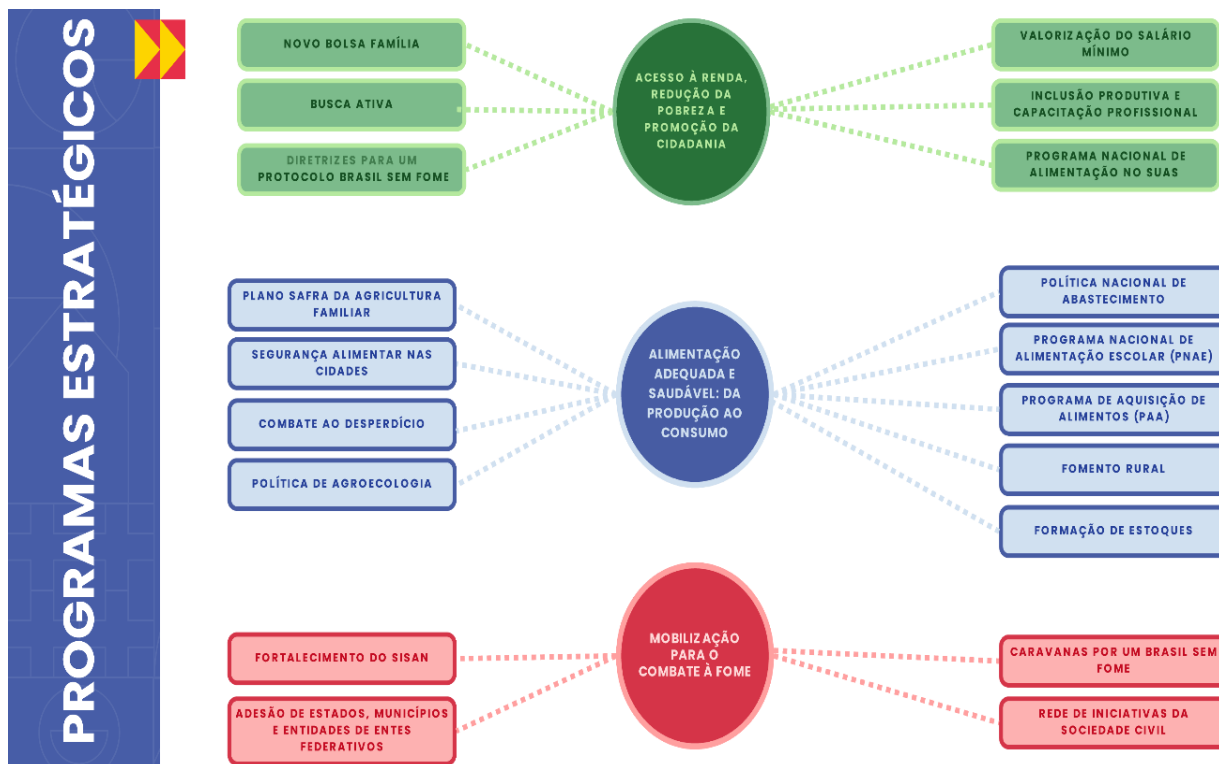 PROGRAMAS ESTRATÉGICOS
NOVO BOLSA FAMÍLIA
BUSCA ATIVA
DIRETRIZES PARA UM
PROTOCOLO BRASIL SEM FOME
ACESSO À RENDA,
REDUÇÃO DA
POBREZA E
PROMOÇÃO DA
CIDADANIA
VALORIZAÇÃO DO SALÁRIO
MÍNIMO
INCLUSÃO PRODUTIVA E
CAPACITAÇÃO PROFISSIONAL
PROGRAMA NACIONAL DE
ALIMENTAÇÃO NO SUAS
PLANO SAFRA DA AGRICULTURA
FAMILIAR
SEGURANÇA ALIMENTAR NAS
CIDADES
COMBATE AO DESPERDÍCIO
POLÍTICA DE AGROECOLOGIA
ALIMENTAÇÃO
ADEQUADA E
SAUDÁVEL: DA
PRODUÇÃO AO
CONSUMO
POLÍTICA NACIONAL DE
ABASTECIMENTO
PROGRAMA NACIONAL DE
ALIMENTAÇÃO ESCOLAR (PNAE)
PROGRAMA DE AQUISIÇÃO DE
ALIMENTOS (PAA)
FOMENTO RURAL
FORMAÇÃO DE ESTOQUES
FORTALECIMENTO DO SISAN
ADESÃO DE ESTADOS, MUNICÍPIOS
E ENTIDADES DE ENTES
FEDERATIVOS
MOBILIZAÇÃO
PARA O
COMBATE À FOME
CARAVANAS POR UM BRASIL SEM
FOME
REDE DE INICIATIVAS DA
SOCIEDADE CIVIL